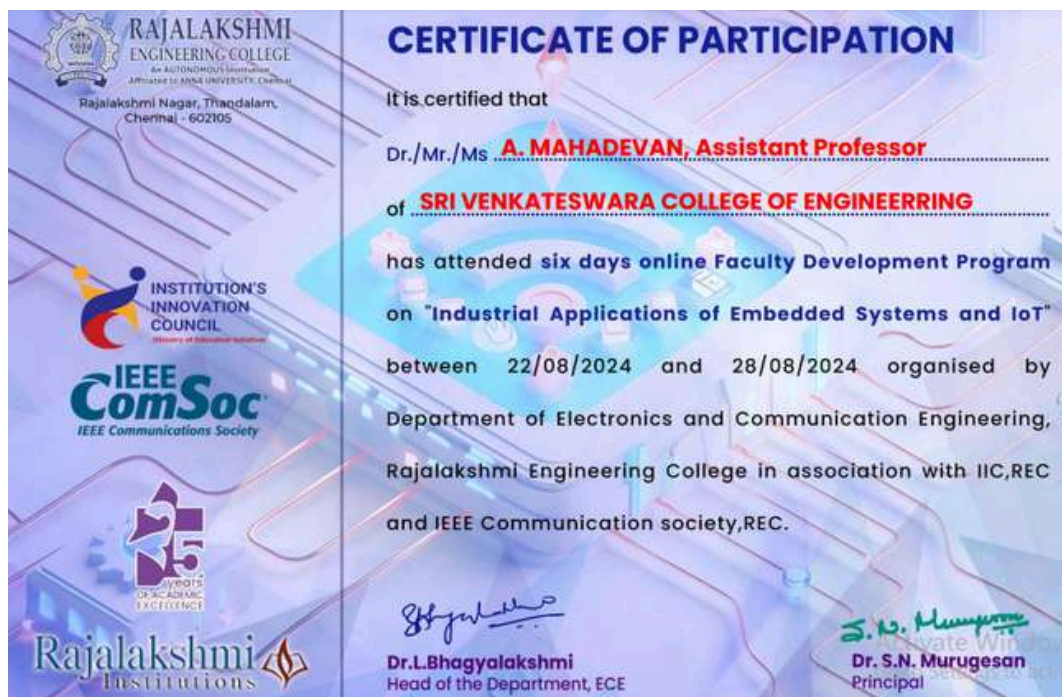 RAJALAKSHMI
ENGINEERING COLLEGE
An AUTONOMOUS Institution
Affiliated to ANNA UNIVERSITY, Chennai
Rajalakshmi Nagar, Thandalam,
Chennai - 602105
INSTITUTION'S
INNOVATION
COUNCIL
(Ministry of Education Initiative)
IEEE
ComSoc
IEEE Communications Society
25
years
OF ACADEMIC
EXCELLENCE
Rajalakshmi
Institutions
CERTIFICATE OF PARTICIPATION
It is certified that
Dr./Mr./Ms A. MAHADEVAN, Assistant Professor
of SRI VENKATESWARA COLLEGE OF ENGINEERRING
has attended six days online Faculty Development Program
on "Industrial Applications of Embedded Systems and IoT"
between 22/08/2024 and 28/08/2024 organised by
Department of Electronics and Communication Engineering,
Rajalakshmi Engineering College in association with IIC,REC
and IEEE Communication society,REC.
S. N. Murugesan
Dr.L.Bhagyalakshmi
Head of the Department, ECE
Dr. S.N. Murugesan
Principal